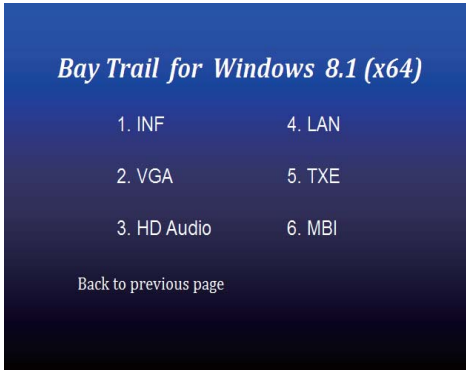 Bay Trail for Windows 8.1 (x64)
1. INF
2. VGA
3. HD Audio
4. LAN
5. TXE
6. MBI
Back to previous page